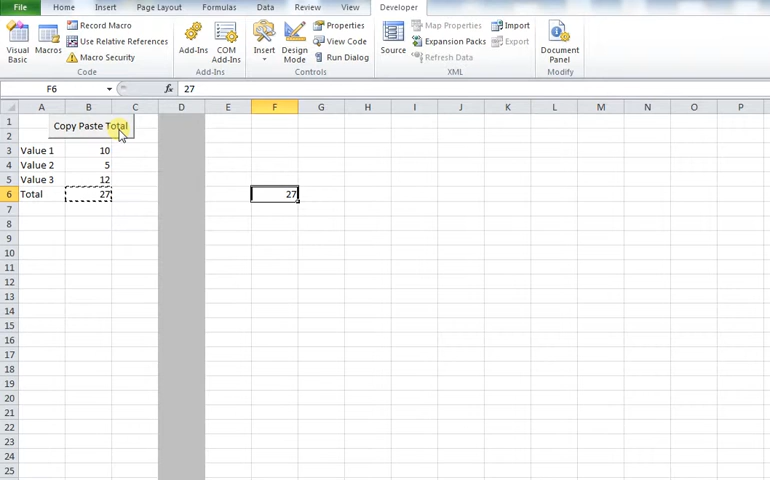 File Home Insert Page Layout Formulas Data Review View Developer
Record Macro Properties Map Properties Import
Use Relative References View Code Expansion Packs Export
Macro Security Run Dialog Refresh Data
Visual Basic Macros Add-Ins COM Add-Ins Insert Design Mode Source Document Panel
Code Add-Ins Controls XML Modify
F6 fx 27
A B C D E F G H I J K L M N O P
1 Copy Paste Total
2
3 Value 1 10
4 Value 2 5
5 Value 3 12
6 Total 27 27
7
8
9
10
11
12
13
14
15
16
17
18
19
20
21
22
23
24
25